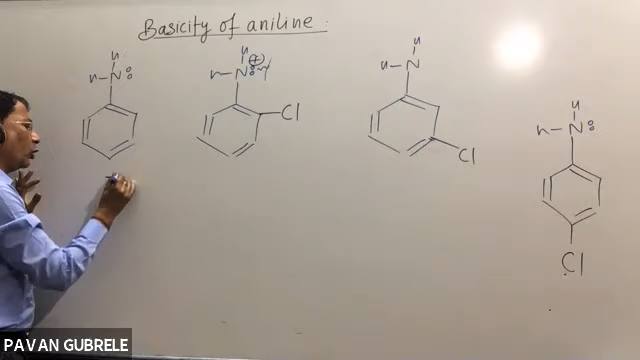 Basicity of aniline
H
H-N
H
H-N
Cl
H
H-N
Cl
H
H-N
Cl
PAVAN GUBRELE